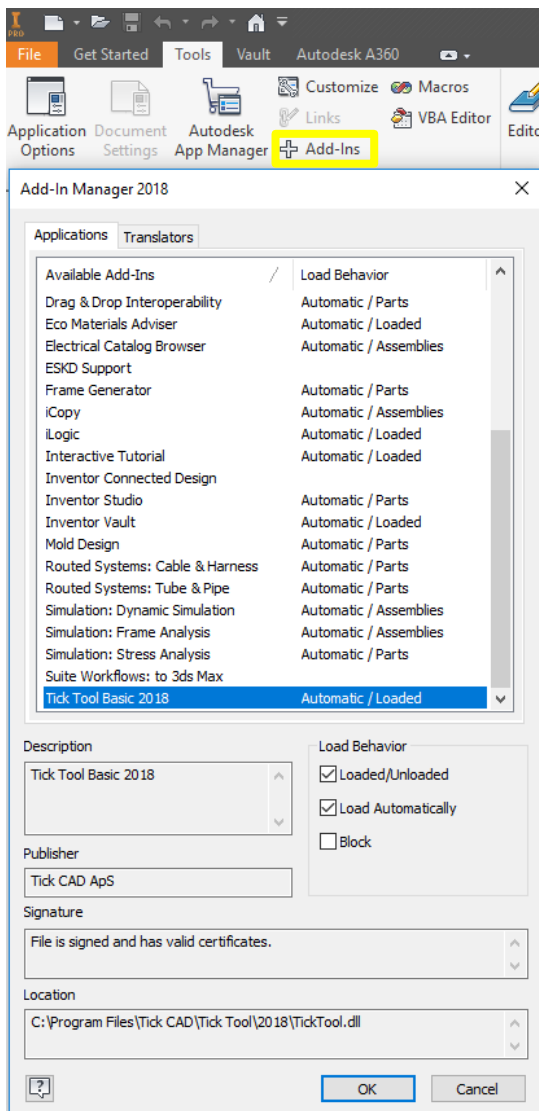 PRO
File Get Started Tools Vault Autodesk A360
Customize Macros
Links VBA Editor
Application Options Document Settings Autodesk App Manager Add-Ins Edito
Add-In Manager 2018
Applications Translators
Available Add-Ins / Load Behavior
Drag & Drop Interoperability Automatic / Parts
Eco Materials Adviser Automatic / Loaded
Electrical Catalog Browser Automatic / Assemblies
ESKD Support
Frame Generator Automatic / Parts
iCopy Automatic / Assemblies
iLogic Automatic / Loaded
Interactive Tutorial Automatic / Loaded
Inventor Connected Design
Inventor Studio Automatic / Parts
Inventor Vault Automatic / Loaded
Mold Design Automatic / Parts
Routed Systems: Cable & Harness Automatic / Parts
Routed Systems: Tube & Pipe Automatic / Parts
Simulation: Dynamic Simulation Automatic / Assemblies
Simulation: Frame Analysis Automatic / Assemblies
Simulation: Stress Analysis Automatic / Parts
Suite Workflows: to 3ds Max
Tick Tool Basic 2018 Automatic / Loaded
Description Load Behavior
Tick Tool Basic 2018 Loaded/Unloaded
Load Automatically
Block
Publisher
Tick CAD ApS
Signature
File is signed and has valid certificates.
Location
C:\Program Files\Tick CAD\Tick Tool\2018\TickTool.dll
? OK Cancel